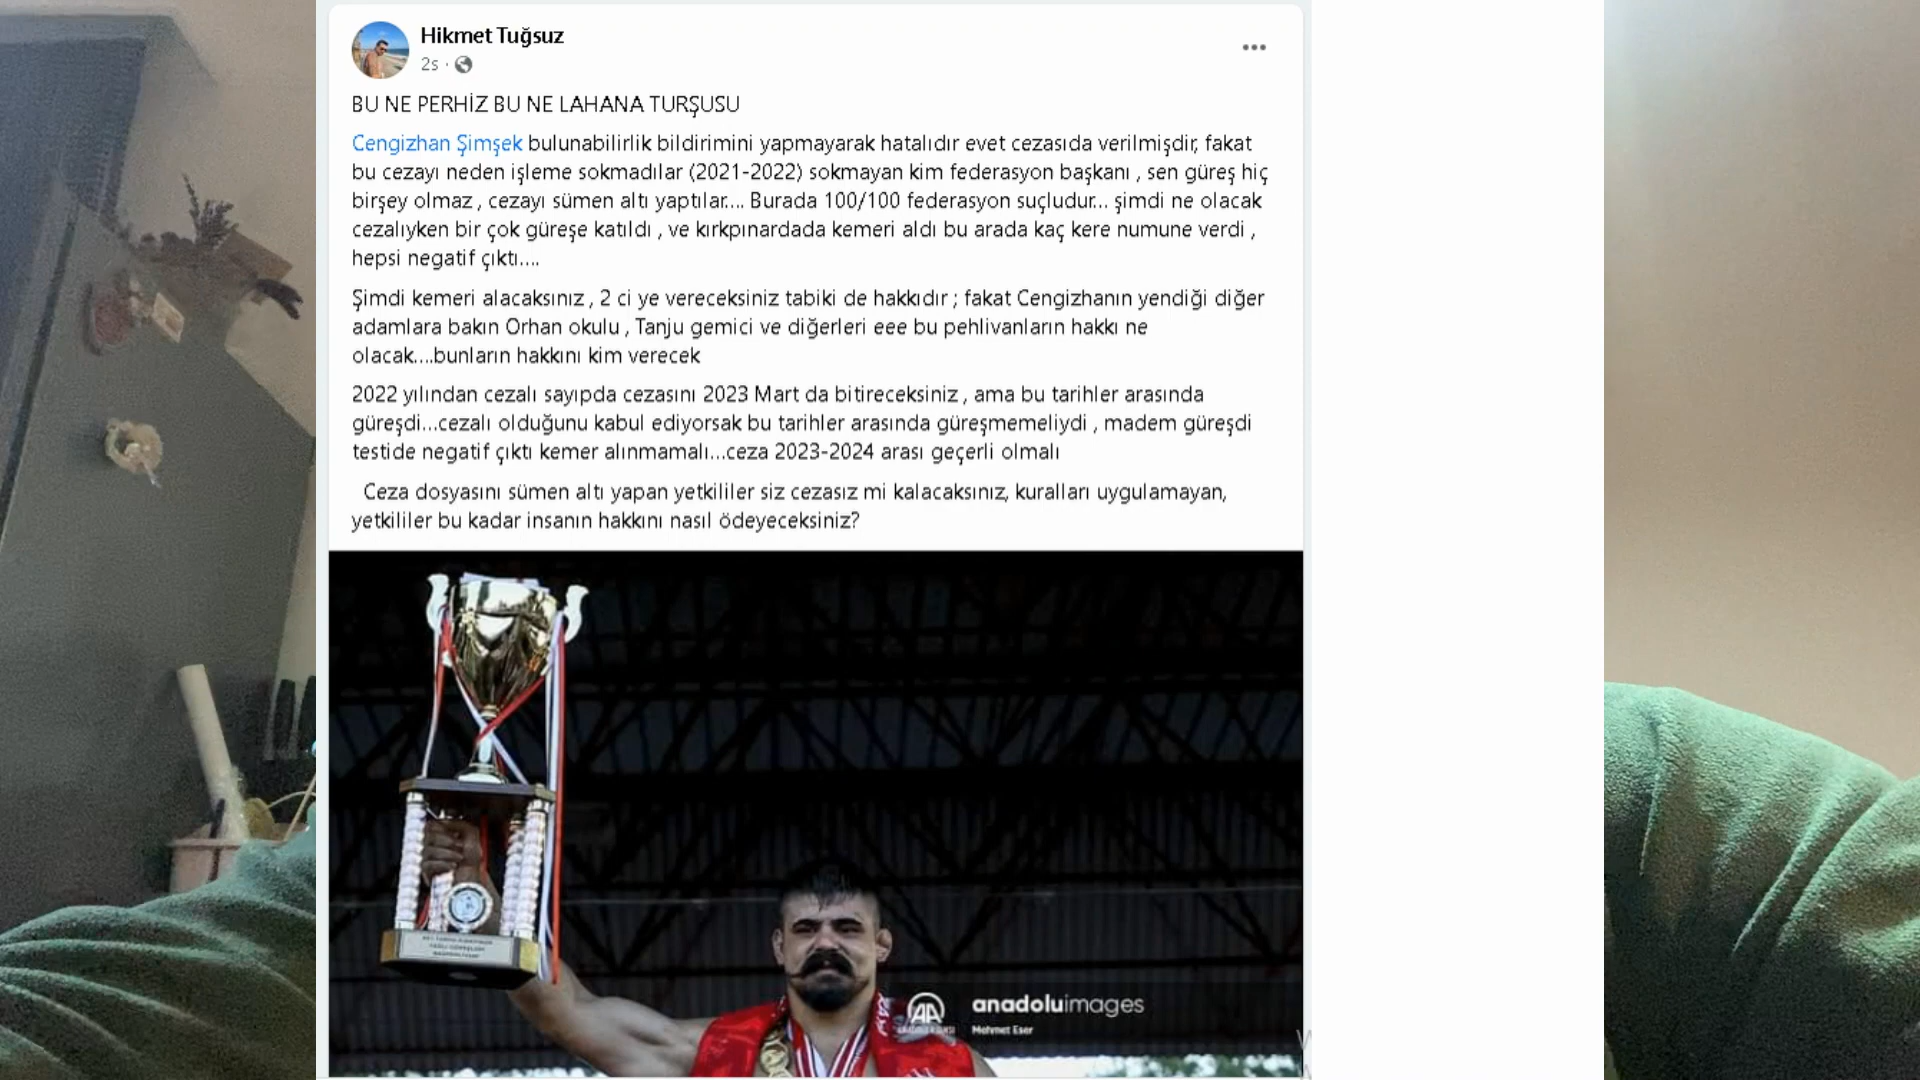 Hikmet Tuğsuz
2s ·
BU NE PERHİZ BU NE LAHANA TURŞUSU
Cengizhan Şimşek bulunabilirlik bildirimini yapmayarak hatalıdır evet cezasıda verilmişdir, fakat
bu cezayı neden işleme sokmadılar (2021-2022) sokmayan kim federasyon başkanı , sen güreş hiç
birşey olmaz , cezayı sümen altı yaptılar.... Burada 100/100 federasyon suçludur... şimdi ne olacak
cezalıyken bir çok güreşe katıldı , ve kırkpınardada kemeri aldı bu arada kaç kere numune verdi ,
hepsi negatif çıktı....
Şimdi kemeri alacaksınız , 2 ci ye vereceksiniz tabiki de hakkıdır ; fakat Cengizhanın yendiği diğer
adamlara bakın Orhan okulu , Tanju gemici ve diğerleri eee bu pehlivanların hakkı ne
olacak....bunların hakkını kim verecek
2022 yılından cezalı sayıpda cezasını 2023 Mart da bitireceksiniz , ama bu tarihler arasında
güreşdi...cezalı olduğunu kabul ediyorsak bu tarihler arasında güreşmemeliydi , madem güreşdi
testide negatif çıktı kemer alınmamalı...ceza 2023-2024 arası geçerli olmalı
Ceza dosyasını sümen altı yapan yetkililer siz cezasız mi kalacaksınız, kuralları uygulamayan,
yetkililer bu kadar insanın hakkını nasıl ödeyeceksiniz?
AA
anadoluimages
Mehmet Eser